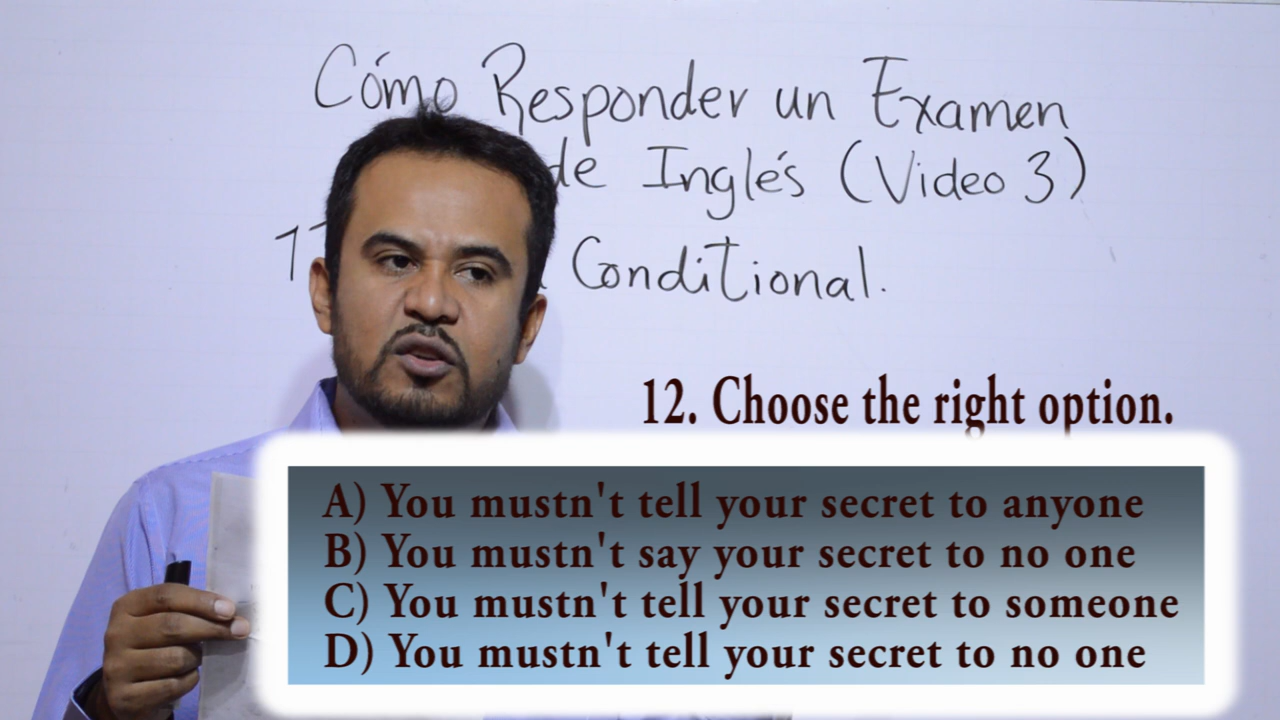 Cómo Responder un Examen
de Inglés (Video 3)
Conditional.
12. Choose the right option.
A) You mustn't tell your secret to anyone
B) You mustn't say your secret to no one
C) You mustn't tell your secret to someone
D) You mustn't tell your secret to no one